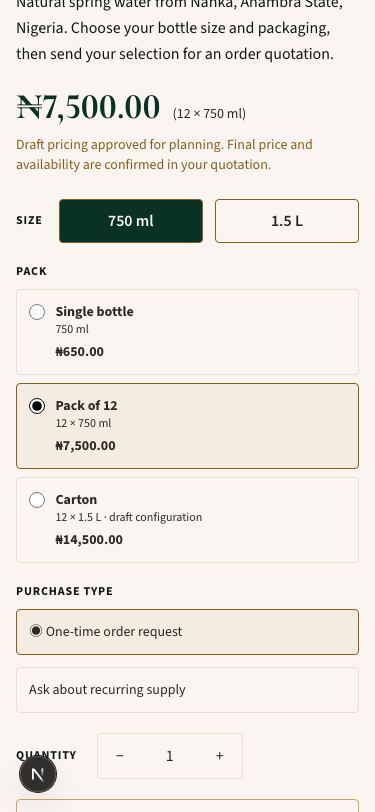 Natural spring water from Nanka, Anambra State,
Nigeria. Choose your bottle size and packaging,
then send your selection for an order quotation.
₦7,500.00 (12 × 750 ml)
Draft pricing approved for planning. Final price and
availability are confirmed in your quotation.
SIZE 750 ml 1.5 L
PACK
Single bottle
750 ml
₦650.00
Pack of 12
12 × 750 ml
₦7,500.00
Carton
12 × 1.5 L · draft configuration
₦14,500.00
PURCHASE TYPE
One-time order request
Ask about recurring supply
QUANTITY − 1 +
N